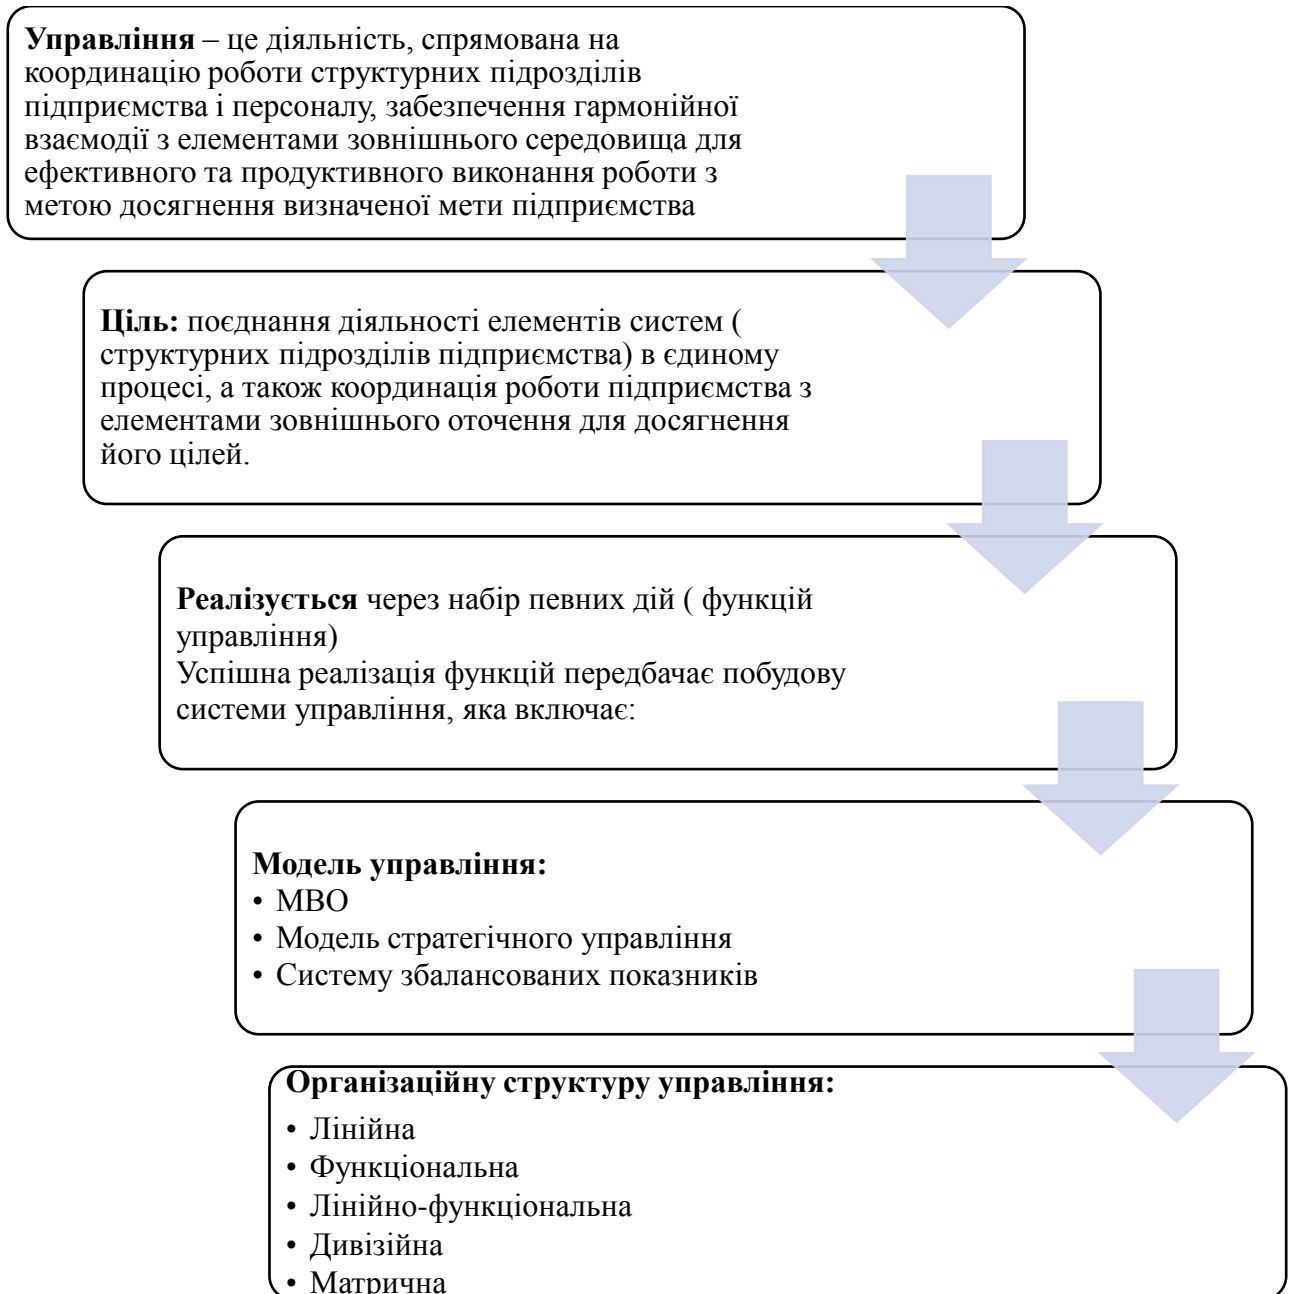 Управління – це діяльність, спрямована на
координацію роботи структурних підрозділів
підприємства і персоналу, забезпечення гармонійної
взаємодії з елементами зовнішнього середовища для
ефективного та продуктивного виконання роботи з
метою досягнення визначеної мети підприємства
Ціль: поєднання діяльності елементів систем (
структурних підрозділів підприємства) в єдиному
процесі, а також координація роботи підприємства з
елементами зовнішнього оточення для досягнення
його цілей.
Реалізується через набір певних дій ( функцій
управління)
Успішна реалізація функцій передбачає побудову
системи управління, яка включає:
Модель управління:
• МВО
• Модель стратегічного управління
• Систему збалансованих показників
Організаційну структуру управління:
• Лінійна
• Функціональна
• Лінійно-функціональна
• Дивізійна
• Матрична